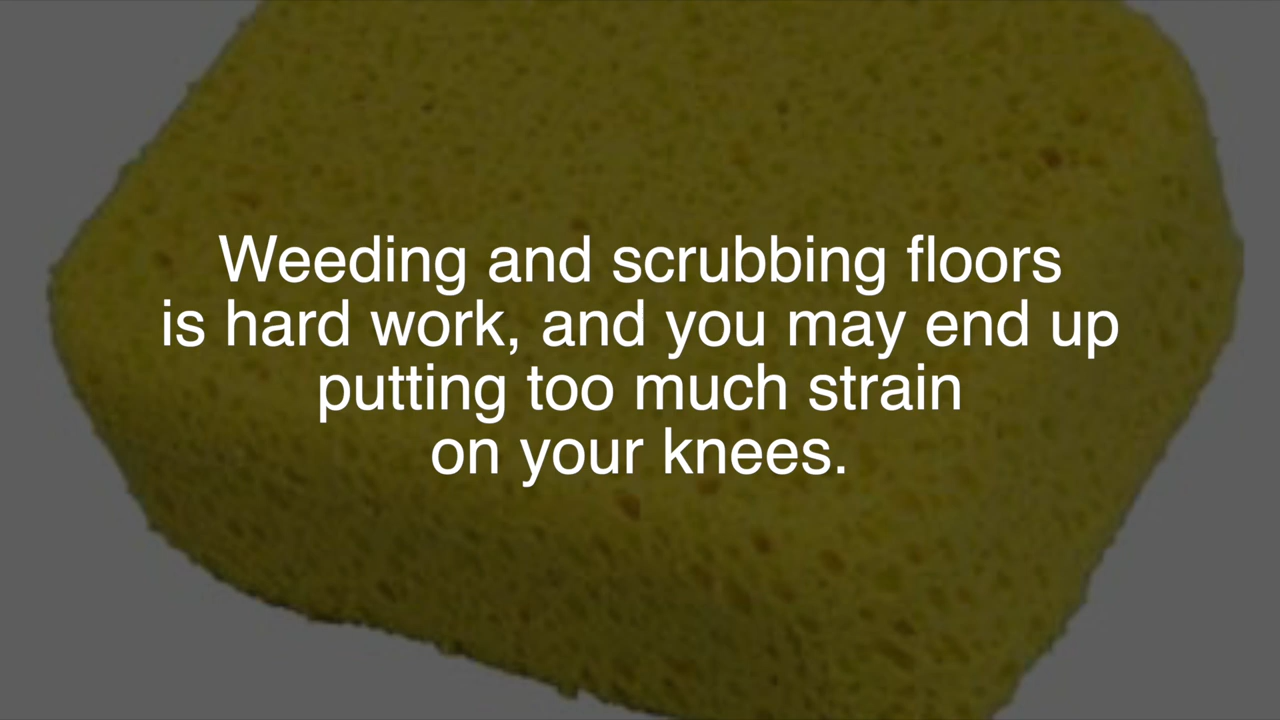 Weeding and scrubbing floors
is hard work, and you may end up
putting too much strain
on your knees.